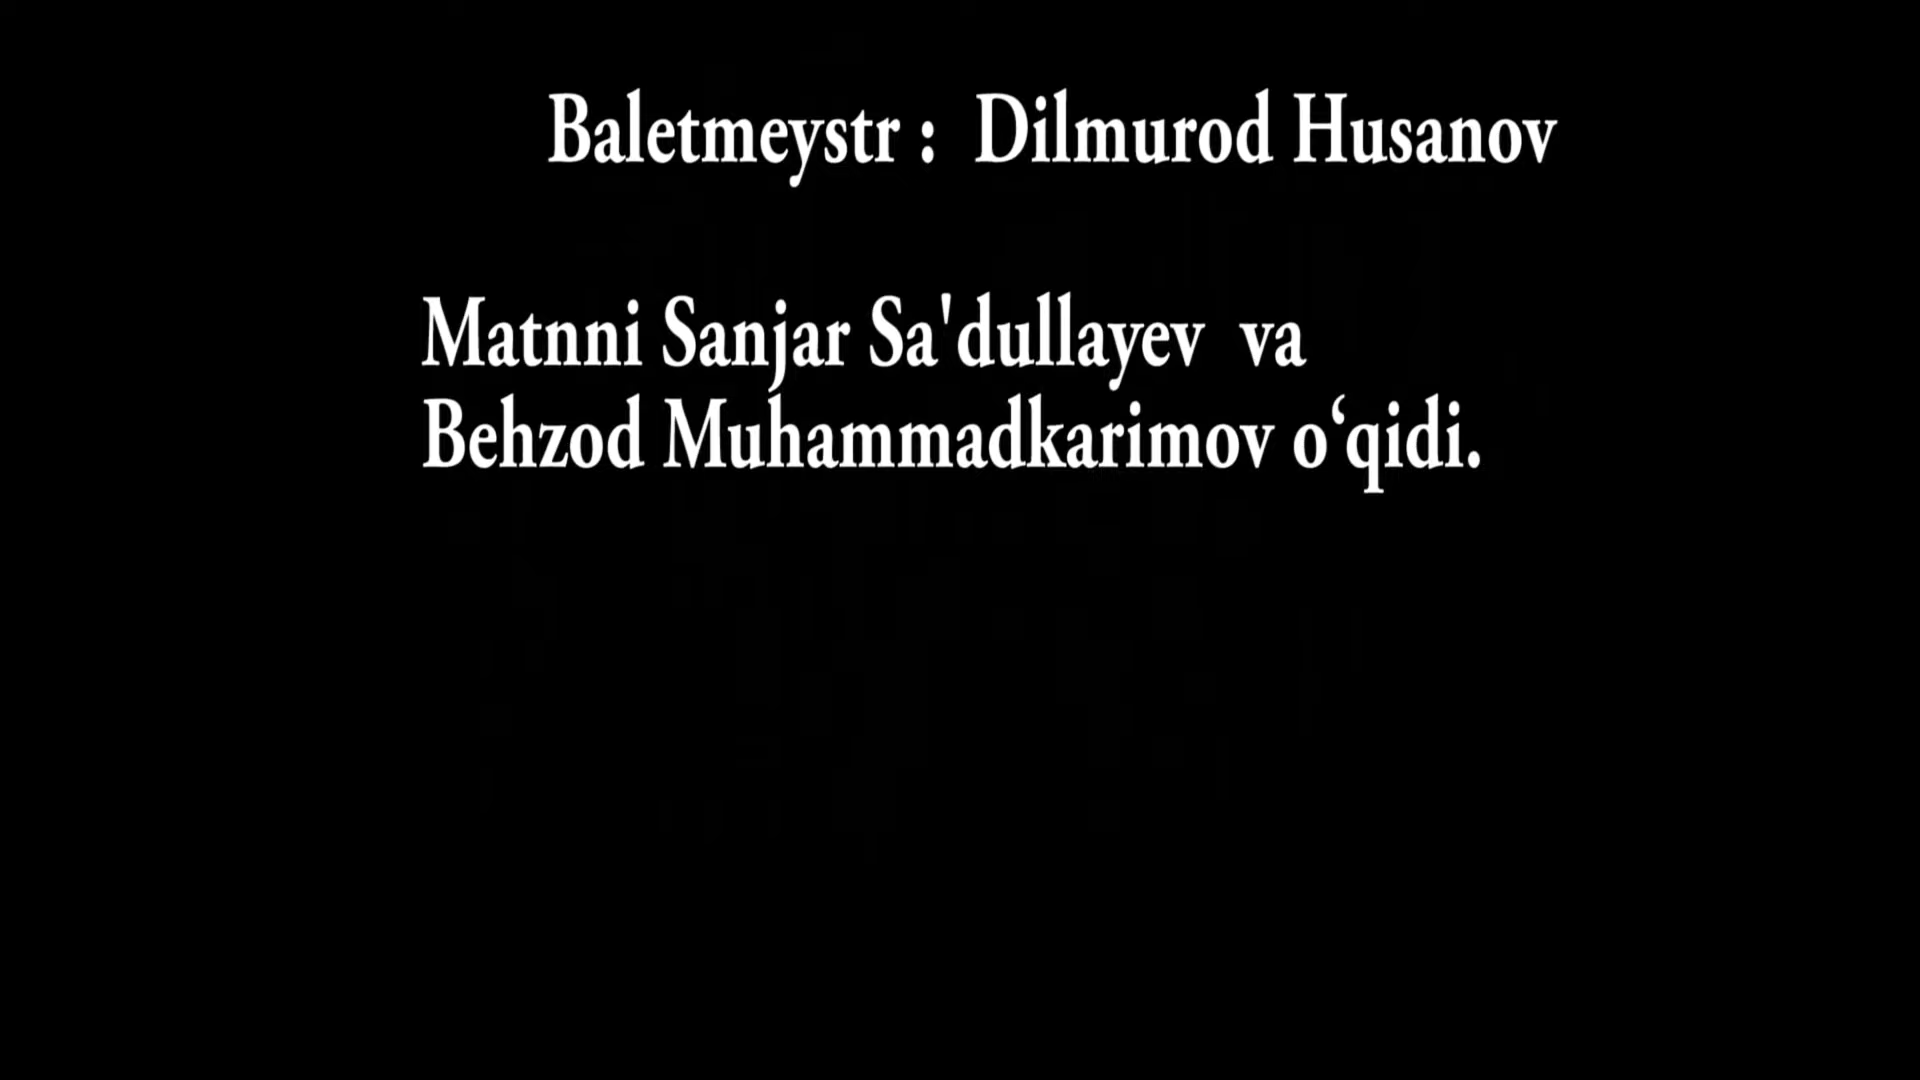 Baletmeystr : Dilmurod Husanov
Matnni Sanjar Sa'dullayev va
Behzod Muhammadkarimov o‘qidi.